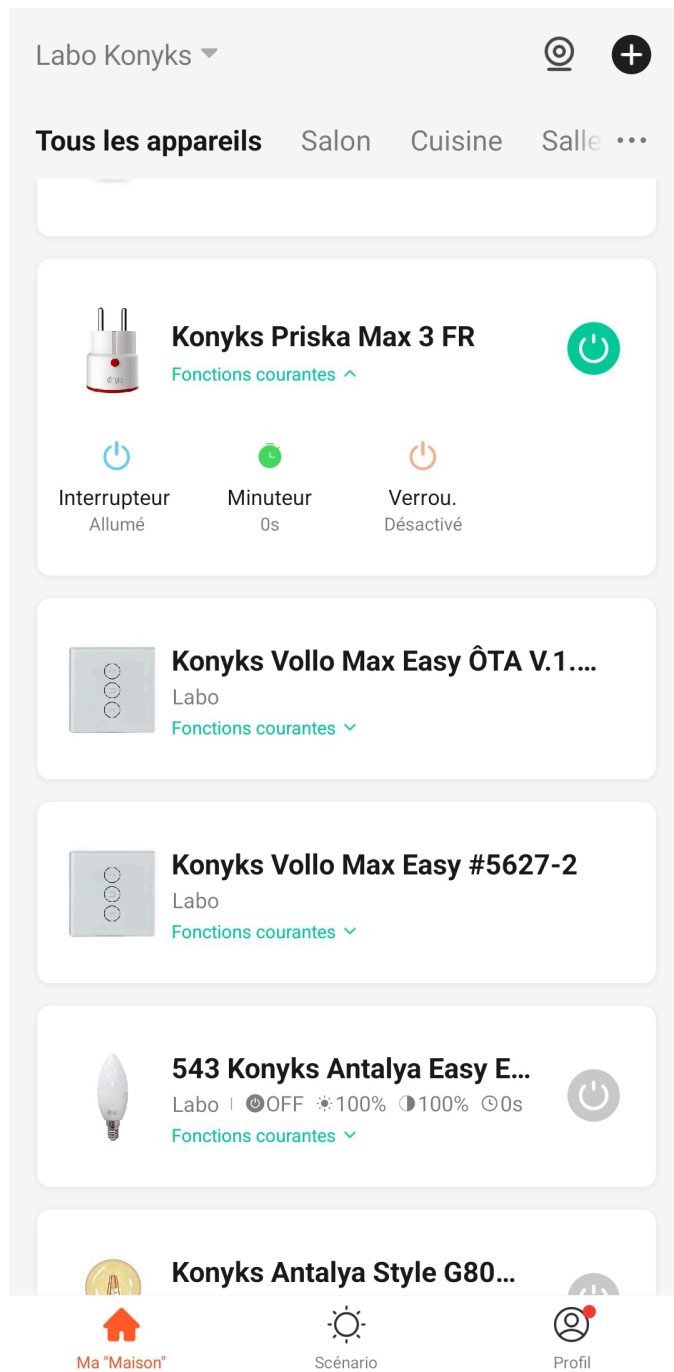 Labo Konyks
Tous les appareils Salon Cuisine Salle
Konyks Priska Max 3 FR
Fonctions courantes
Interrupteur Minuteur Verrou.
Allumé 0s Désactivé
Konyks Vollo Max Easy ÔTA V.1....
Labo
Fonctions courantes
Konyks Vollo Max Easy #5627-2
Labo
Fonctions courantes
543 Konyks Antalya Easy E...
Labo OFF 100% 100% 0s
Fonctions courantes
Konyks Antalya Style G80...
Ma "Maison" Scénario Profil